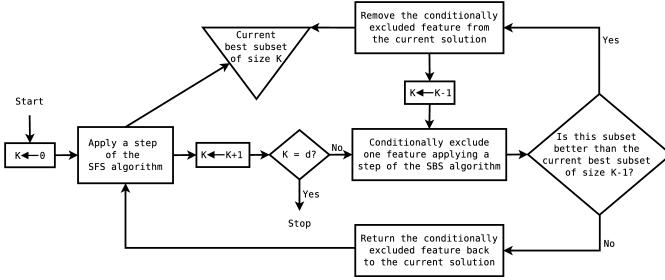 Remove the conditionally
excluded feature from
the current solution
Current
best subset
of size K
Yes
K←K-1
Start
K←0
Apply a step
of the
SFS algorithm
K←K+1
K = d?
No
Conditionally exclude
one feature applying a
step of the SBS algorithm
Is this subset
better than the
current best subset
of size K-1?
Yes
Stop
No
Return the conditionally
excluded feature back
to the current solution